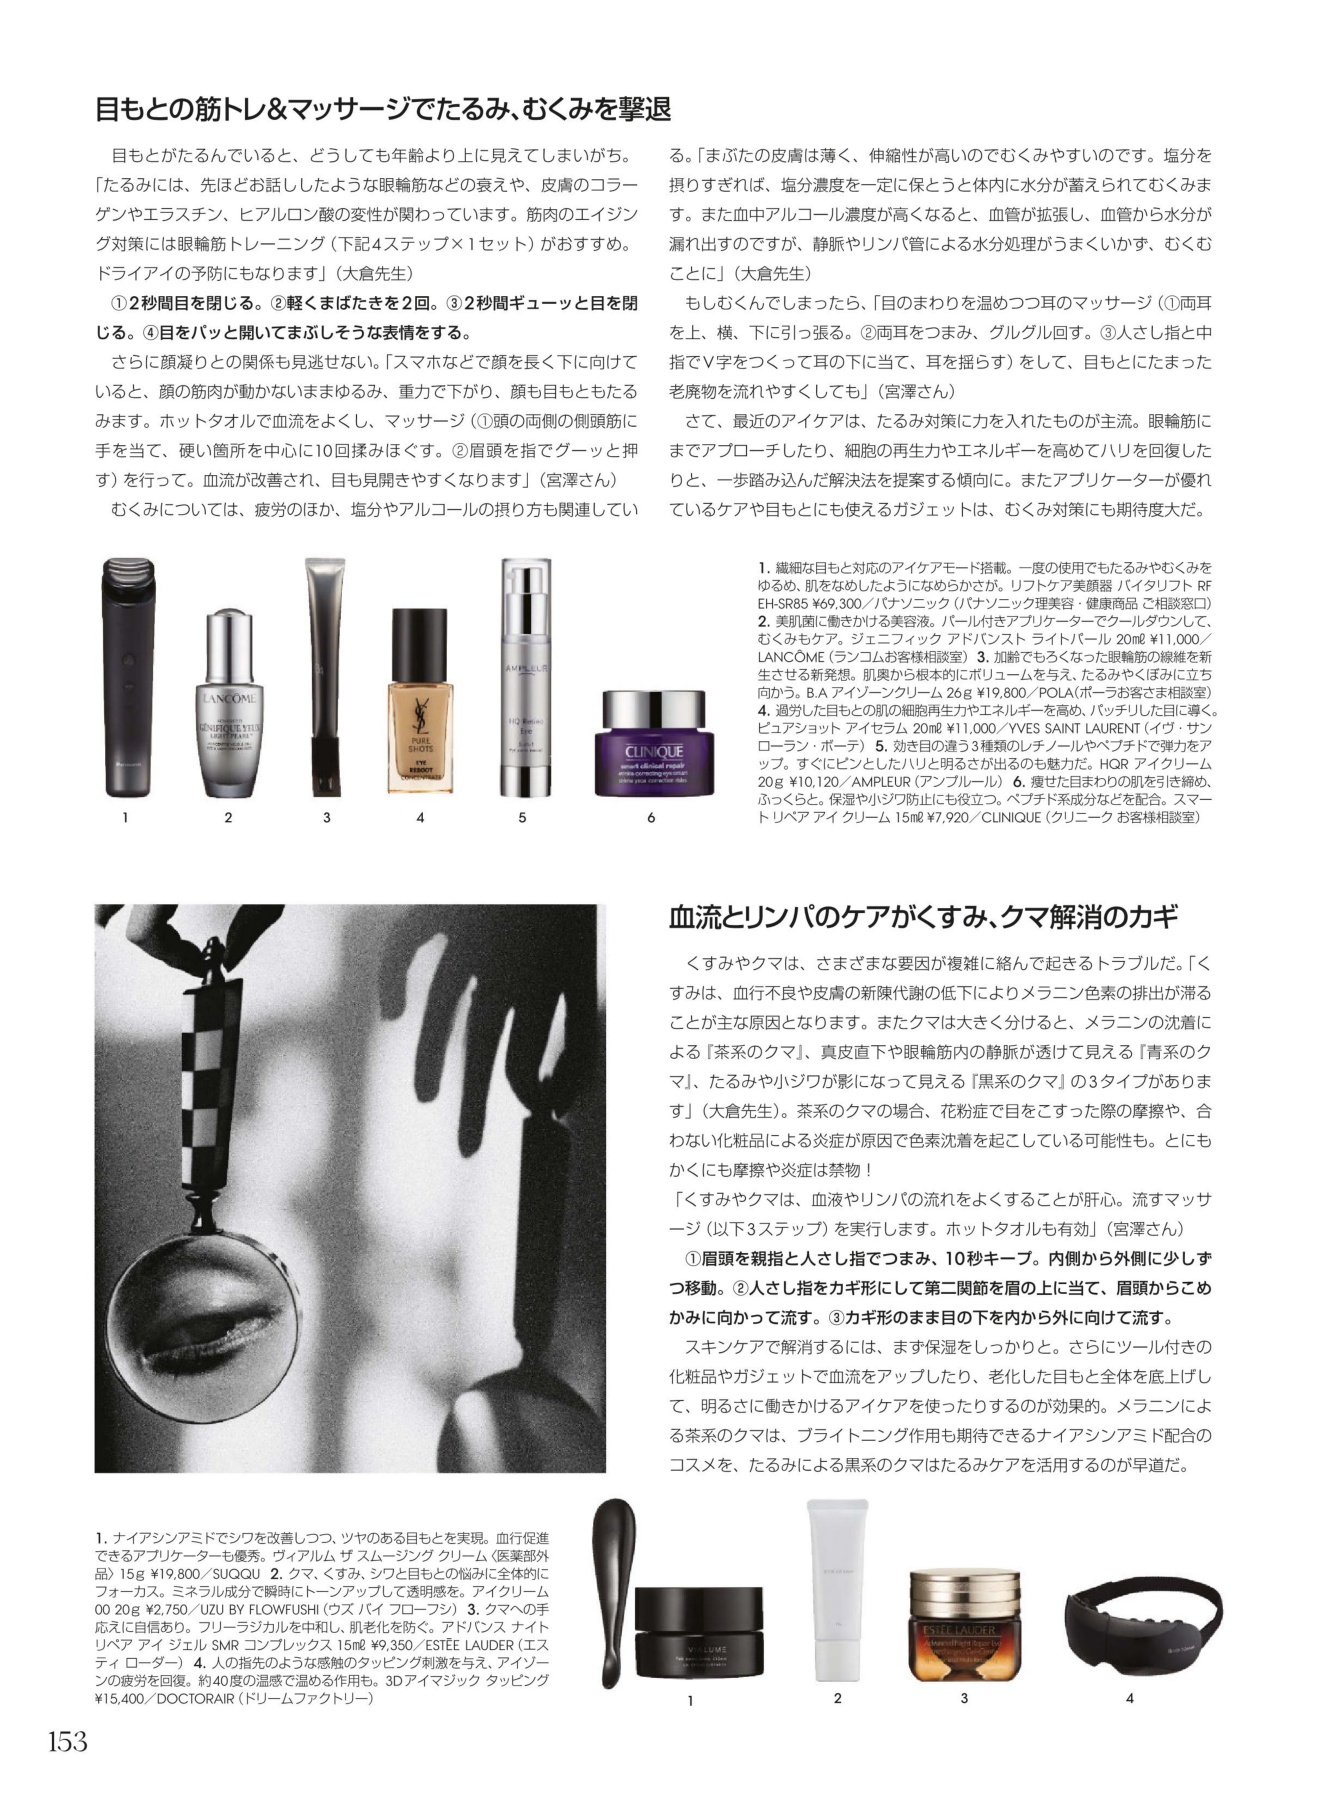 目もとの筋トレ&マッサージでたるみ、むくみを撃退
目もとがたるんでいると、どうしても年齢より上に見えてしまいがち。
「たるみには、先ほどお話ししたような眼輪筋などの衰えや、皮膚のコラー
ゲンやエラスチン、ヒアルロン酸の変性が関わっています。筋肉のエイジン
グ対策には眼輪筋トレーニング（下記4ステップ×1セット）がおすすめ。
ドライアイの予防にもなります」（大倉先生）
①2秒間目を閉じる。②軽くまばたきを2回。③2秒間ギューッと目を閉
じる。④目をパッと開いてまぶしそうな表情をする。
さらに顔凝りとの関係も見逃せない。「スマホなどで顔を長く下に向けて
いると、顔の筋肉が動かないままゆるみ、重力で下がり、顔も目もともたる
みます。ホットタオルで血流をよくし、マッサージ（①頭の両側の側頭筋に
手を当て、硬い箇所を中心に10回揉みほぐす。②眉頭を指でグーッと押
す）を行って。血流が改善され、目も見開きやすくなります」（宮澤さん）
むくみについては、疲労のほか、塩分やアルコールの摂り方も関連してい
る。「まぶたの皮膚は薄く、伸縮性が高いのでむくみやすいのです。塩分を
摂りすぎれば、塩分濃度を一定に保とうと体内に水分が蓄えられてむくみま
す。また血中アルコール濃度が高くなると、血管が拡張し、血管から水分が
漏れ出すのですが、静脈やリンパ管による水分処理がうまくいかず、むくむ
ことに」（大倉先生）
もしむくんでしまったら、「目のまわりを温めつつ耳のマッサージ（①両耳
を上、横、下に引っ張る。②両耳をつまみ、グルグル回す。③人さし指と中
指でV字をつくって耳の下に当て、耳を揺らす）をして、目もとにたまった
老廃物を流れやすくしても」（宮澤さん）
さて、最近のアイケアは、たるみ対策に力を入れたものが主流。眼輪筋に
までアプローチしたり、細胞の再生力やエネルギーを高めてハリを回復した
りと、一歩踏み込んだ解決法を提案する傾向に。またアプリケーターが優れ
ているケアや目もとにも使えるガジェットは、むくみ対策にも期待度大だ。
LANCÔME
GÉNIFIQUE YEUX
LIGHT PEARL
YSL
PURE
SHOTS
EYE
REBOOT
CONCENTRATE
AMPLEUR
HQ Retino
Eye
CLINIQUE
smart clinical repair
1
2
3
4
5
6
1. 繊細な目もと対応のアイケアモード搭載。一度の使用でもたるみやむくみを
ゆるめ、肌をなめしたようになめらかさが。リフトケア美顔器 バイタリフト RF
EH-SR85 ¥69,300／パナソニック（パナソニック理美容・健康商品 ご相談窓口）
2. 美肌菌に働きかける美容液。パール付きアプリケーターでクールダウンして、
むくみもケア。ジェニフィック アドバンスト ライトパール 20㎖ ¥11,000／
LANCÔME（ランコムお客様相談室） 3. 加齢でもろくなった眼輪筋の線維を新
生させる新発想。肌奥から根本的にボリュームを与え、たるみやくぼみに立ち
向かう。B.A アイゾーンクリーム 26g ¥19,800／POLA（ポーラお客さま相談室）
4. 過労した目もとの肌の細胞再生力やエネルギーを高め、パッチリした目に導く。
ピュアショット アイセラム 20㎖ ¥11,000／YVES SAINT LAURENT（イヴ・サン
ローラン・ボーテ） 5. 効き目の違う3種類のレチノールやペプチドで弾力をア
ップ。すぐにピンとしたハリと明るさが出るのも魅力だ。HQR アイクリーム
20g ¥10,120／AMPLEUR（アンプルール） 6. 痩せた目まわりの肌を引き締め、
ふっくらと。保湿や小ジワ防止にも役立つ。ペプチド系成分などを配合。スマー
ト リペア アイ クリーム 15㎖ ¥7,920／CLINIQUE（クリニーク お客様相談室）
血流とリンパのケアがくすみ、クマ解消のカギ
くすみやクマは、さまざまな要因が複雑に絡んで起きるトラブルだ。「く
すみは、血行不良や皮膚の新陳代謝の低下によりメラニン色素の排出が滞る
ことが主な原因となります。またクマは大きく分けると、メラニンの沈着に
よる『茶系のクマ』、真皮直下や眼輪筋内の静脈が透けて見える『青系のク
マ』、たるみや小ジワが影になって見える『黒系のクマ』の3タイプがありま
す」（大倉先生）。茶系のクマの場合、花粉症で目をこすった際の摩擦や、合
わない化粧品による炎症が原因で色素沈着を起こしている可能性も。とにも
かくにも摩擦や炎症は禁物！
「くすみやクマは、血液やリンパの流れをよくすることが肝心。流すマッサ
ージ（以下3ステップ）を実行します。ホットタオルも有効」（宮澤さん）
①眉頭を親指と人さし指でつまみ、10秒キープ。内側から外側に少しず
つ移動。②人さし指をカギ形にして第二関節を眉の上に当て、眉頭からこめ
かみに向かって流す。③カギ形のまま目の下を内から外に向けて流す。
スキンケアで解消するには、まず保湿をしっかりと。さらにツール付きの
化粧品やガジェットで血流をアップしたり、老化した目もと全体を底上げし
て、明るさに働きかけるアイケアを使ったりするのが効果的。メラニンによ
る茶系のクマは、ブライトニング作用も期待できるナイアシンアミド配合の
コスメを、たるみによる黒系のクマはたるみケアを活用するのが早道だ。
1. ナイアシンアミドでシワを改善しつつ、ツヤのある目もとを実現。血行促進
できるアプリケーターも優秀。ヴィアルム ザ スムージング クリーム〈医薬部外
品〉 15g ¥19,800／SUQQU 2. クマ、くすみ、シワと目もとの悩みに全体的に
フォーカス。ミネラル成分で瞬時にトーンアップして透明感を。アイクリーム
00 20g ¥2,750／UZU BY FLOWFUSHI（ウズ バイ フローフシ） 3. クマへの手
応えに自信あり。フリーラジカルを中和し、肌老化を防ぐ。アドバンス ナイト
リペア アイ ジェル SMR コンプレックス 15㎖ ¥9,350／ESTĒE LAUDER（エス
ティ ローダー） 4. 人の指先のような感触のタッピング刺激を与え、アイゾー
ンの疲労を回復。約40度の温感で温める作用も。3Dアイマジック タッピング
¥15,400／DOCTORAIR（ドリームファクトリー）
VIALUME
ESTĒE LAUDER
Advanced Night Repair Eye
1
2
3
4
153